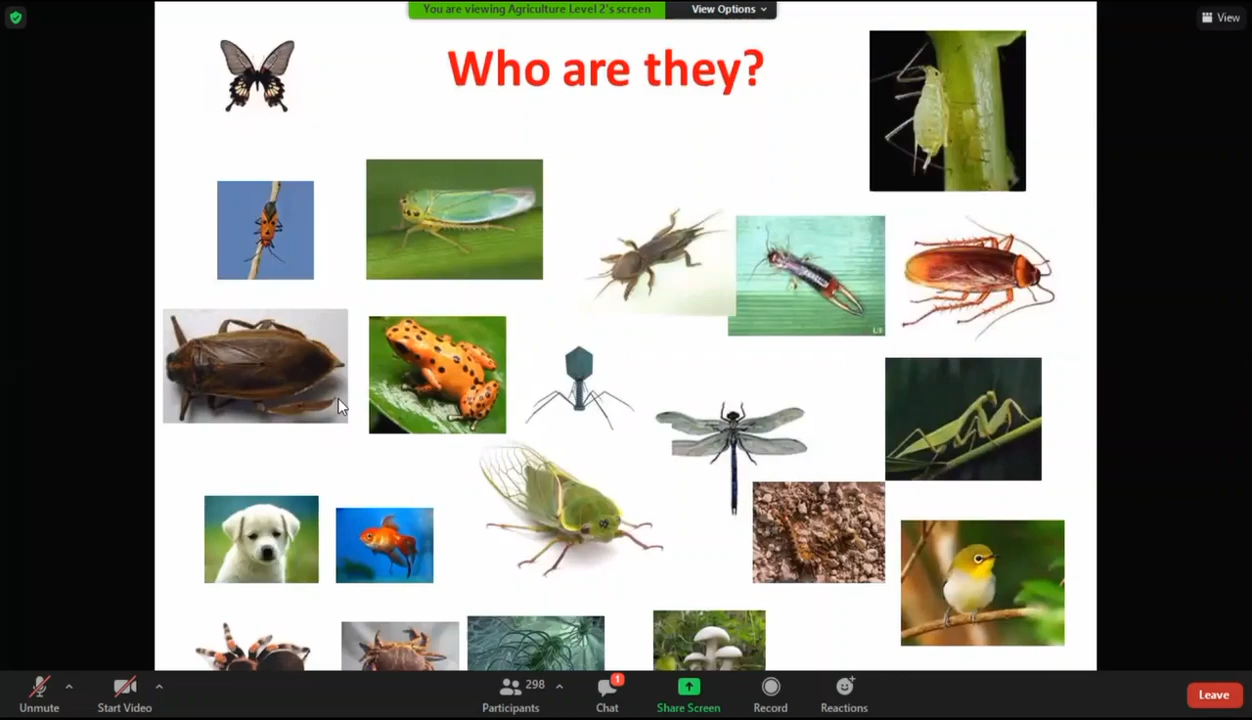 You are viewing Agriculture Level 2's screen
View Options
View
Who are they?
Unmute
Start Video
298
Participants
1
Chat
Share Screen
Record
Reactions
Leave